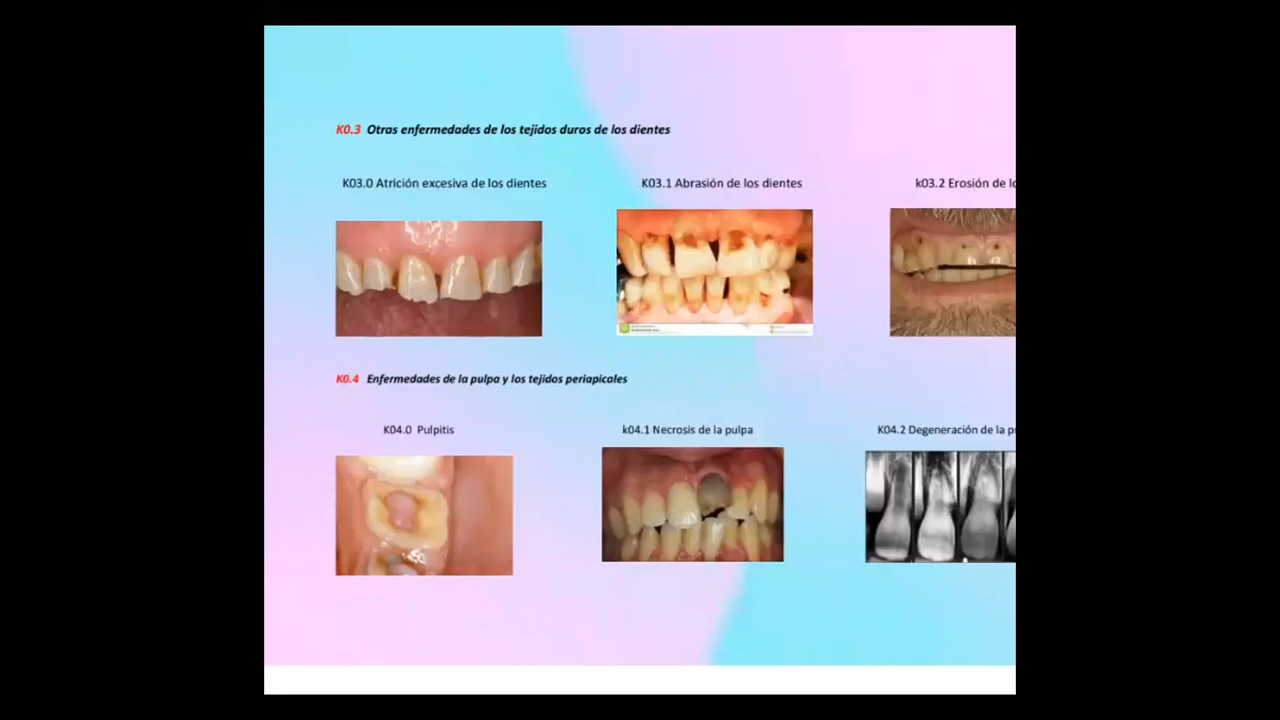 K0.3 Otras enfermedades de los tejidos duros de los dientes
K03.0 Atrición excesiva de los dientes
K03.1 Abrasión de los dientes
k03.2 Erosión de
K0.4 Enfermedades de la pulpa y los tejidos periapicales
K04.0 Pulpitis
k04.1 Necrosis de la pulpa
K04.2 Degeneración de la